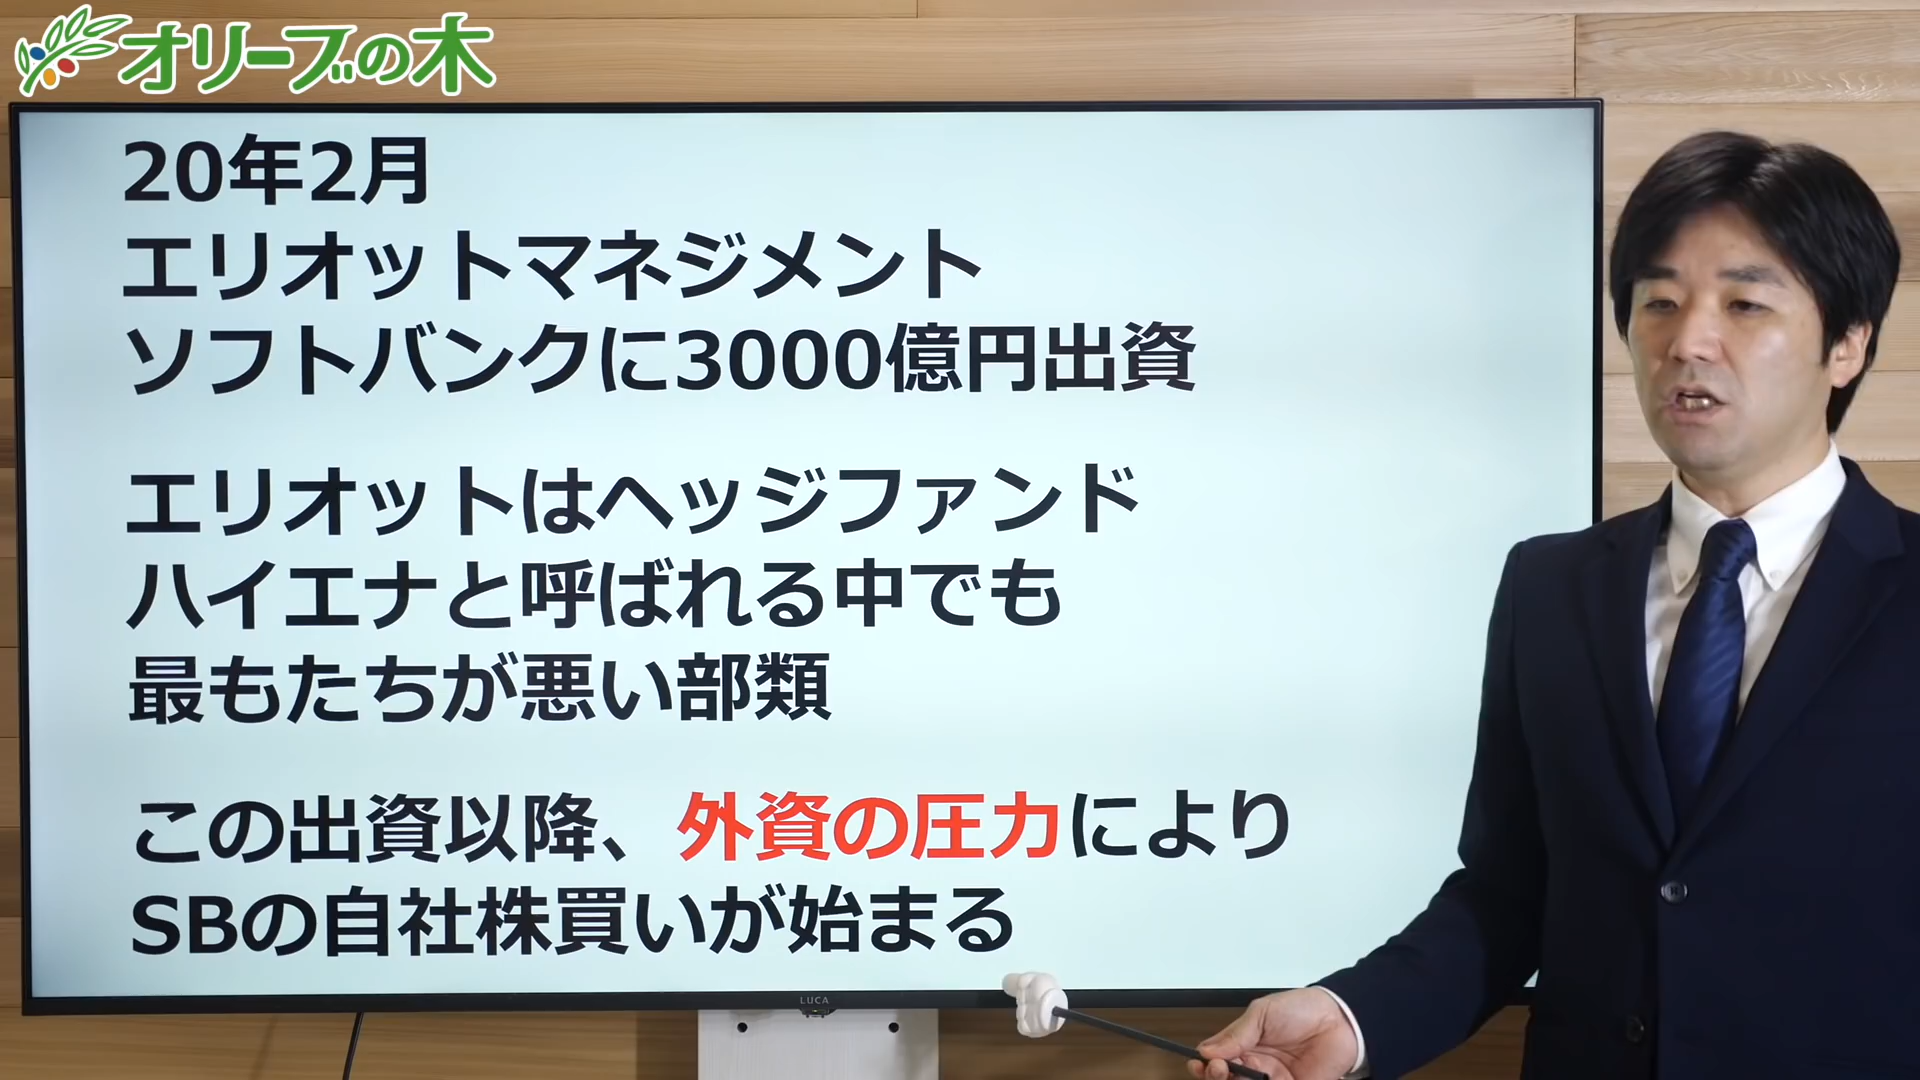 オリーブの木
20年2月
エリオットマネジメント
ソフトバンクに3000億円出資
エリオットはヘッジファンド
ハイエナと呼ばれる中でも
最もたちが悪い部類
この出資以降、外資の圧力により
SBの自社株買いが始まる
LUCA